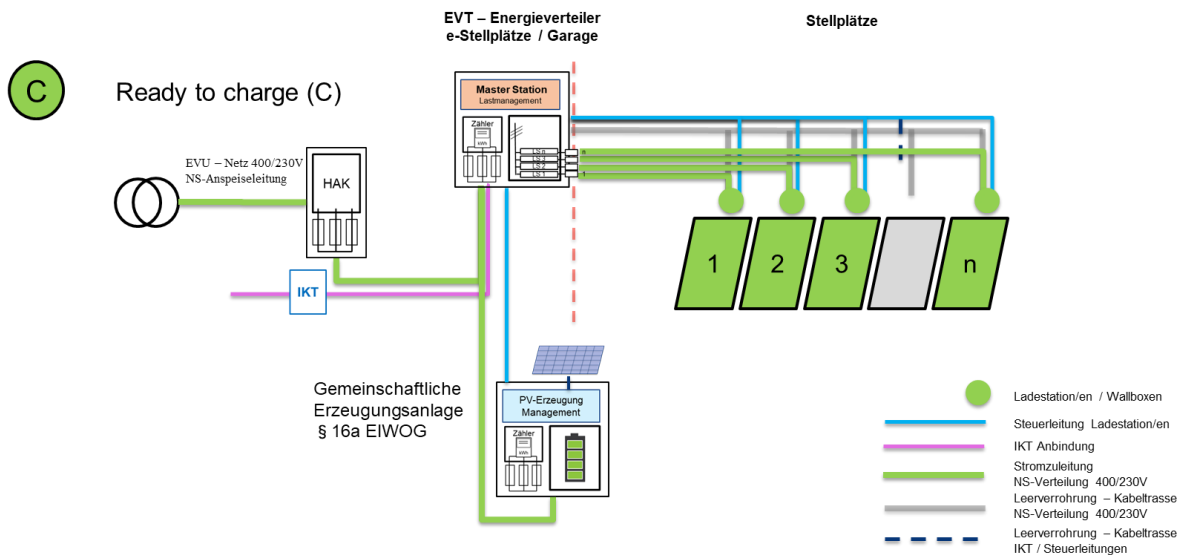 EVT – Energieverteiler
e-Stellplätze / Garage
Stellplätze
C
Ready to charge (C)
Master Station
Lastmanagement
Zähler
kWh
LS n
LS 3
LS 1
n
1
EVU – Netz 400/230V
NS-Anspeiseleitung
HAK
IKT
1
2
3
n
Gemeinschaftliche
Erzeugungsanlage
§ 16a ElWOG
PV-Erzeugung
Management
Zähler
kWh
Ladestation/en / Wallboxen
Steuerleitung Ladestation/en
IKT Anbindung
Stromzuleitung
NS-Verteilung 400/230V
Leerverrohrung – Kabeltrasse
NS-Verteilung 400/230V
Leerverrohrung – Kabeltrasse
IKT / Steuerleitungen